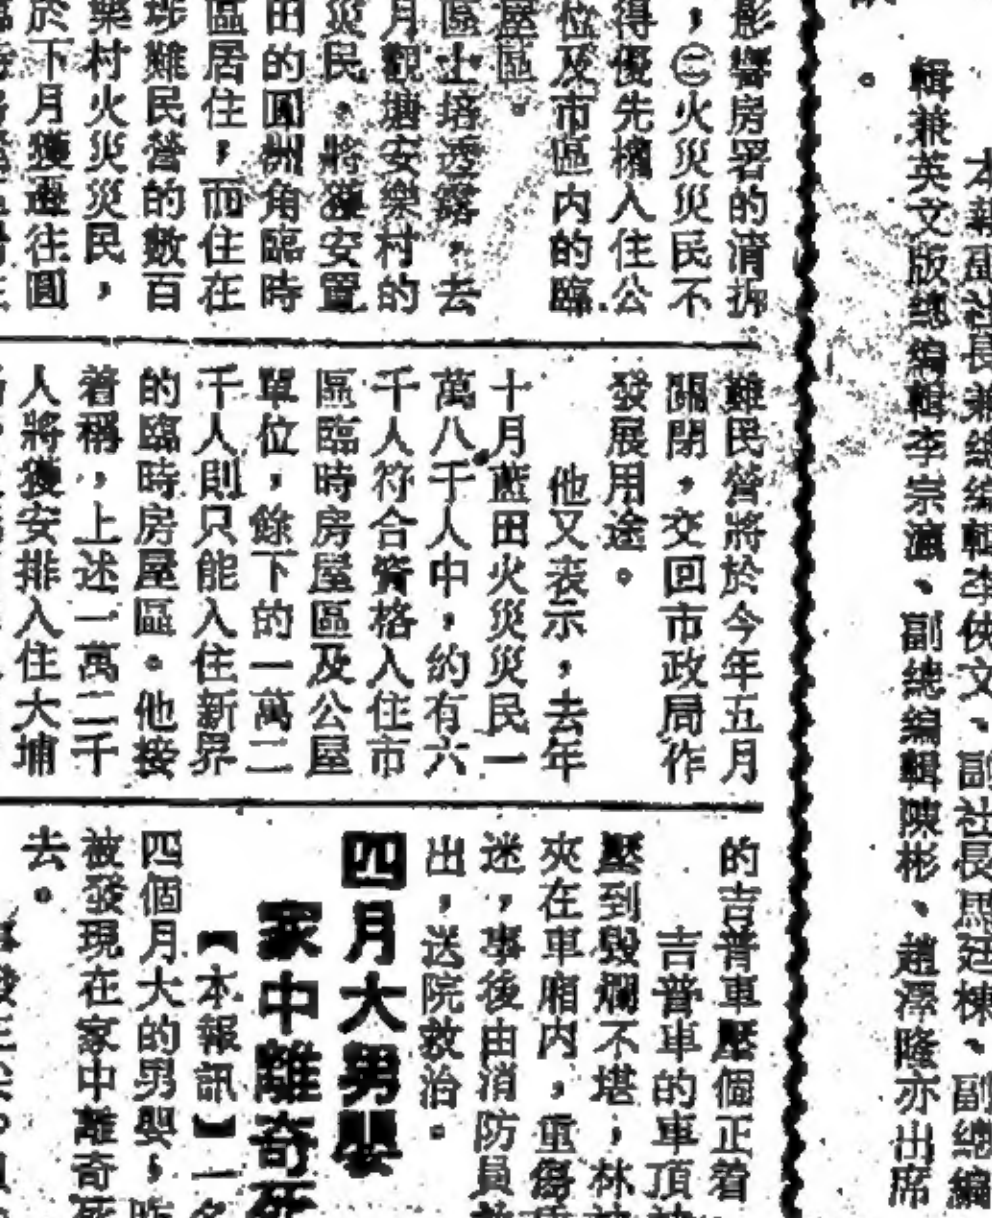 本報副社長兼總編輯李俠文、副社長馬廷棟、副總編
輯兼英文版總編輯李宗瀛、副總編輯陳彬、趙澤隆亦出席
。
影響房署的清拆
，㊁火災災民不
得優先檔入住公
位及市區內的臨
屋區。
區上培透露，去
月觀塘安樂村的
災民，將獲安置
田的圓洲角臨時
區居住，而住在
難民營的數百
樂村火災災民，
於下月獲遷往圓
難民營將於今年五月
關閉，交回市政局作
發展用途。
他又表示，去年
十月藍田火災災民一
萬八千人中，約有六
千人符合資格入住市
區臨時房屋區及公屋
單位，餘下的一萬二
千人則只能入住新界
的臨時房屋區。他接
着稱，上述一萬二千
人將獲安排入住大埔
的吉普車壓個正着
吉普車的車頂
壓到毀爛不堪，林
夾在車廂內，重傷
迷，事後由消防員
出，送院救治。
四月大男嬰
家中離奇死
【本報訊】一名
四個月大的男嬰，昨
被發現在家中離奇死
去。